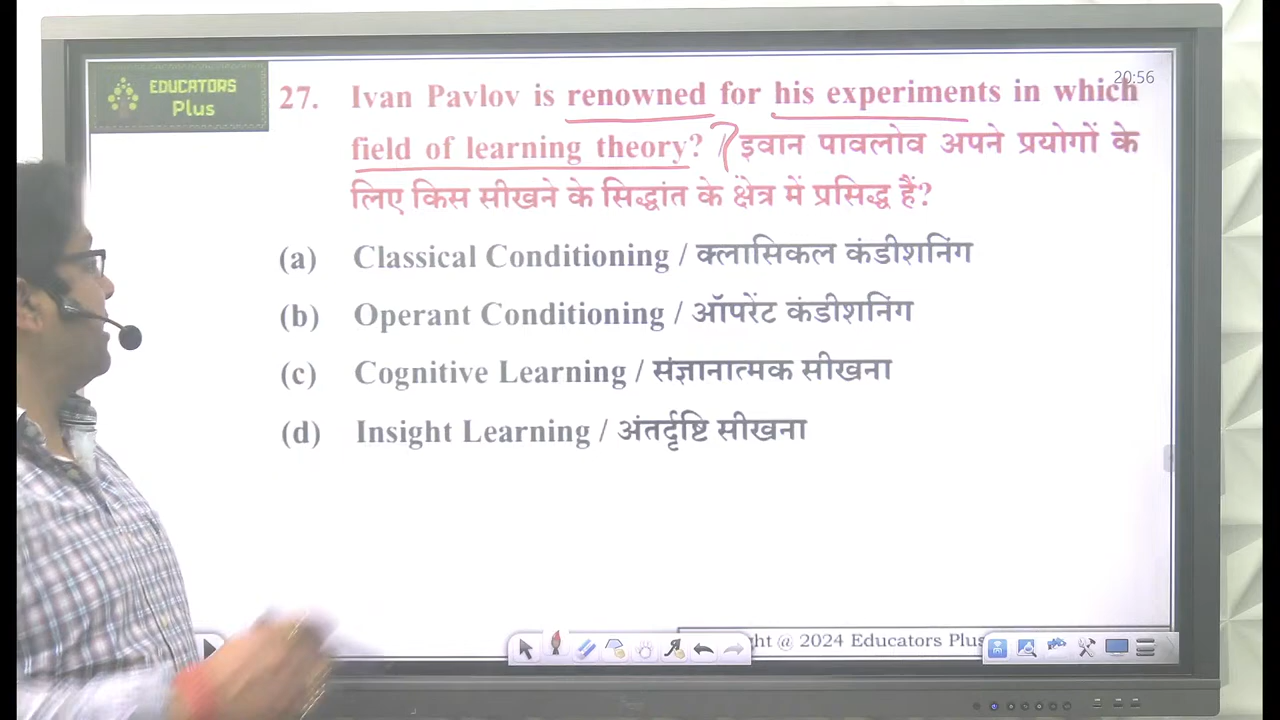 EDUCATORS
Plus
20:56
27. Ivan Pavlov is renowned for his experiments in which
field of learning theory? / इवान पावलोव अपने प्रयोगों के
लिए किस सीखने के सिद्धांत के क्षेत्र में प्रसिद्ध हैं?
(a) Classical Conditioning / क्लासिकल कंडीशनिंग
(b) Operant Conditioning / ऑपरेंट कंडीशनिंग
(c) Cognitive Learning / संज्ञानात्मक सीखना
(d) Insight Learning / अंतर्दृष्टि सीखना
ght @ 2024 Educators Plus